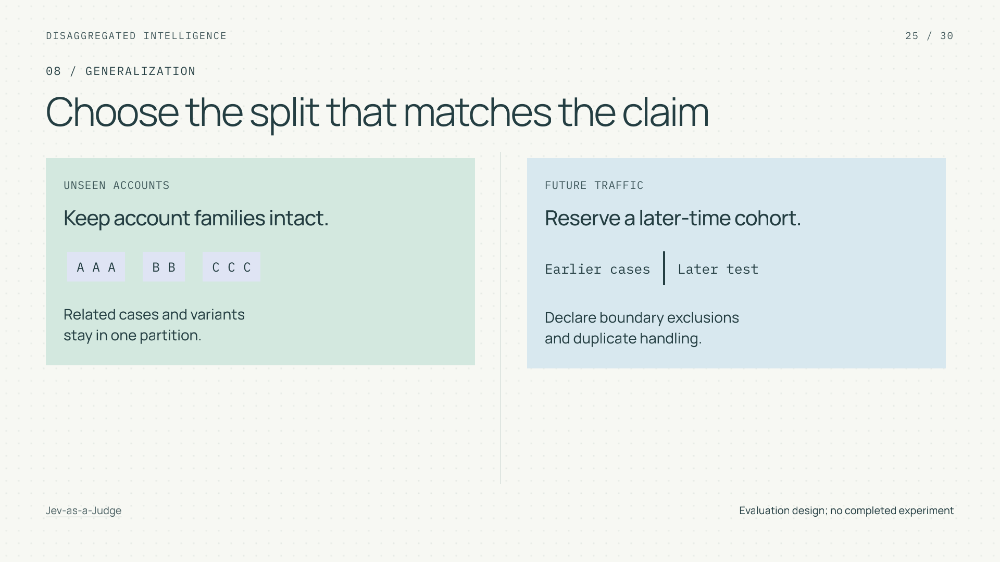 DISAGGREGATED INTELLIGENCE
25 / 30
08 / GENERALIZATION
Choose the split that matches the claim
UNSEEN ACCOUNTS
Keep account families intact.
A A A
B B
C C C
Related cases and variants
stay in one partition.
FUTURE TRAFFIC
Reserve a later-time cohort.
Earlier cases
Later test
Declare boundary exclusions
and duplicate handling.
Jev-as-a-Judge
Evaluation design; no completed experiment